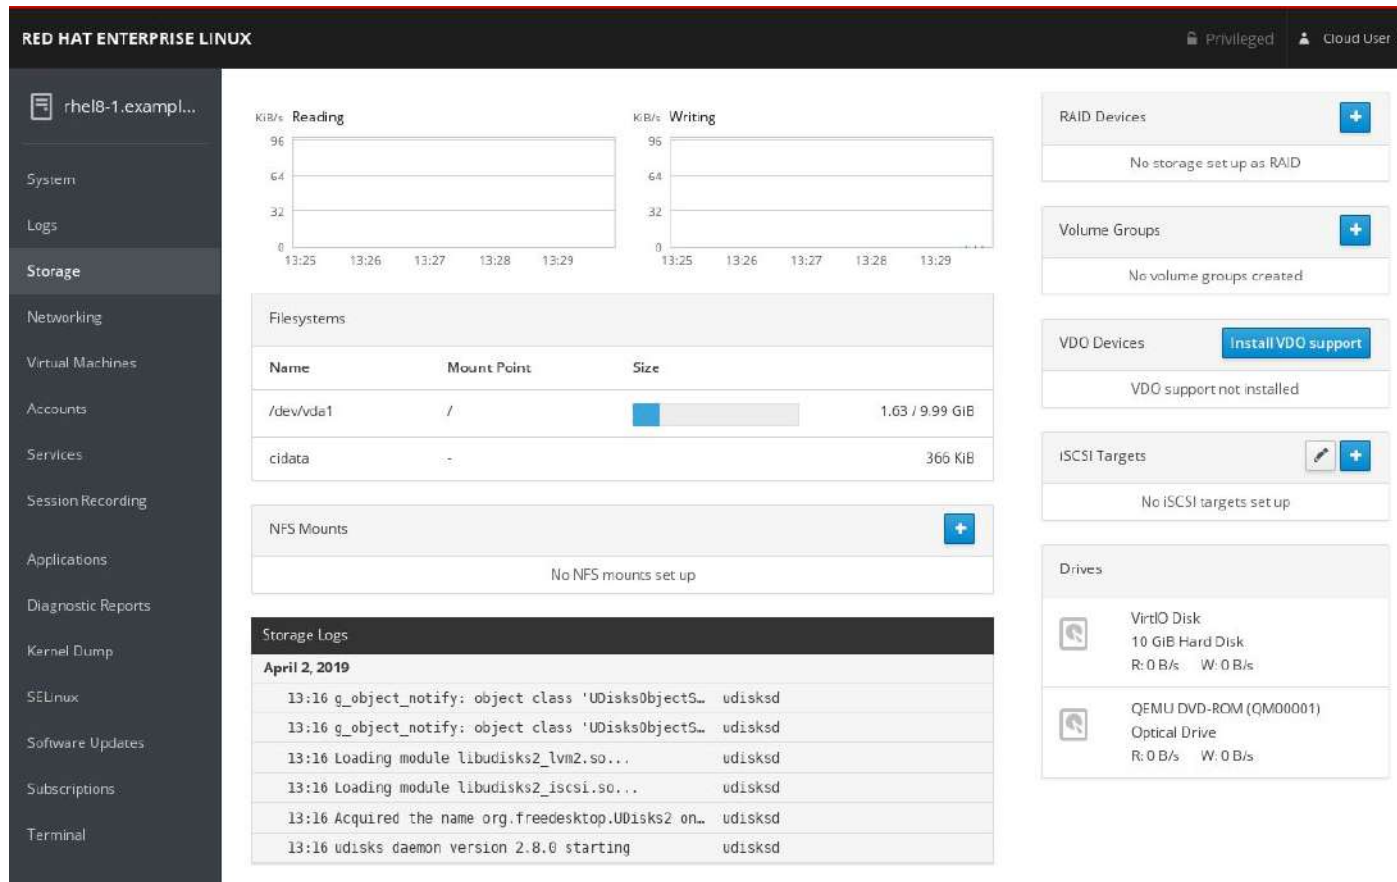 RED HAT ENTERPRISE LINUX
Privileged
Cloud User
rhel8-1.exampl...
System
Logs
Storage
Networking
Virtual Machines
Accounts
Services
Session Recording
Applications
Diagnostic Reports
Kernel Dump
SELinux
Software Updates
Subscriptions
Terminal
KiB/s Reading
96
64
32
0
13:25 13:26 13:27 13:28 13:29
KiB/s Writing
96
64
32
0
13:25 13:26 13:27 13:28 13:29
Filesystems
Name Mount Point Size
/dev/vda1 / 1.63 / 9.99 GiB
cidata - 366 KiB
NFS Mounts
No NFS mounts set up
Storage Logs
April 2, 2019
13:16 g_object_notify: object class 'UDisksObjectS… udisksd
13:16 g_object_notify: object class 'UDisksObjectS… udisksd
13:16 Loading module libudisks2_lvm2.so... udisksd
13:16 Loading module libudisks2_iscsi.so... udisksd
13:16 Acquired the name org.freedesktop.UDisks2 on… udisksd
13:16 udisks daemon version 2.8.0 starting udisksd
RAID Devices
No storage set up as RAID
Volume Groups
No volume groups created
VDO Devices
Install VDO support
VDO support not installed
iSCSI Targets
No iSCSI targets set up
Drives
VirtIO Disk
10 GiB Hard Disk
R: 0 B/s W: 0 B/s
QEMU DVD-ROM (QM00001)
Optical Drive
R: 0 B/s W: 0 B/s